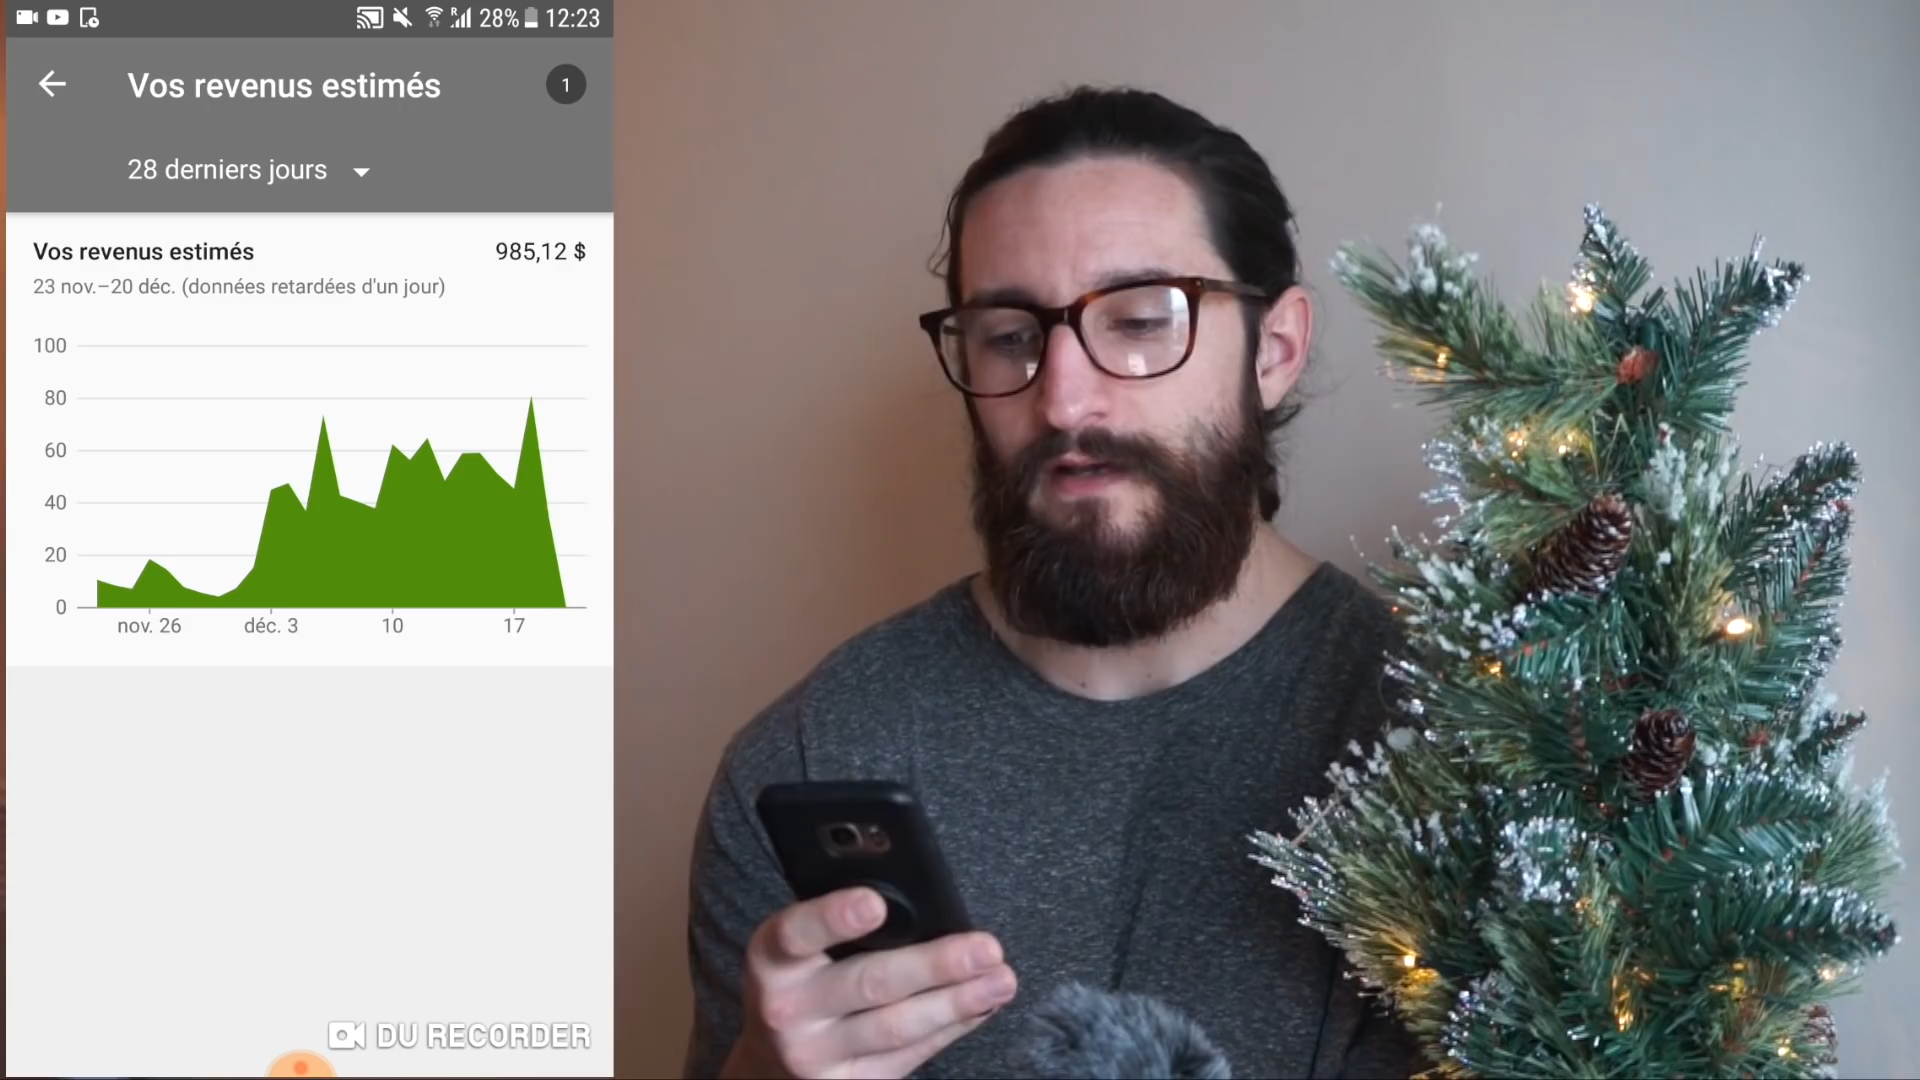 28% 12:23
Vos revenus estimés 1
28 derniers jours
Vos revenus estimés 985,12 $
23 nov.–20 déc. (données retardées d'un jour)
100
80
60
40
20
0
nov. 26 déc. 3 10 17
DU RECORDER